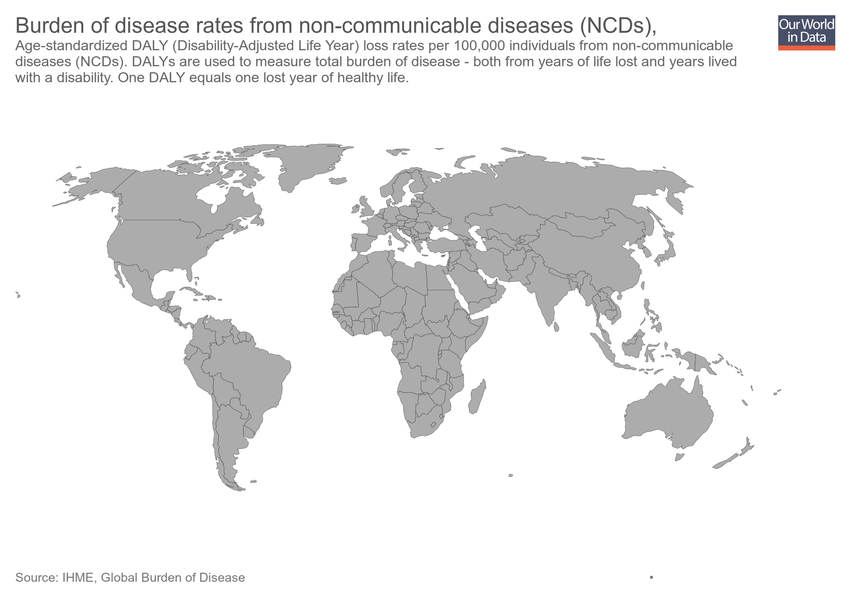 Burden of disease rates from non-communicable diseases (NCDs),
Age-standardized DALY (Disability-Adjusted Life Year) loss rates per 100,000 individuals from non-communicable
diseases (NCDs). DALYs are used to measure total burden of disease - both from years of life lost and years lived
with a disability. One DALY equals one lost year of healthy life.
Our World
in Data
Source: IHME, Global Burden of Disease